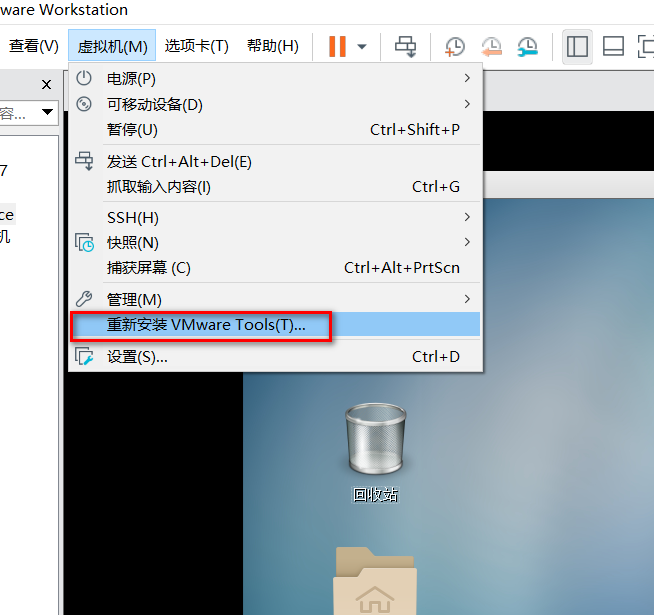 ware Workstation
查看(V) 虚拟机(M) 选项卡(T) 帮助(H)
电源(P)
可移动设备(D)
容...
暂停(U) Ctrl+Shift+P
发送 Ctrl+Alt+Del(E)
7
抓取输入内容(I) Ctrl+G
ce
SSH(H)
机
快照(N)
捕获屏幕 (C) Ctrl+Alt+PrtScn
管理(M)
重新安装 VMware Tools(T)...
设置(S)... Ctrl+D
回收站